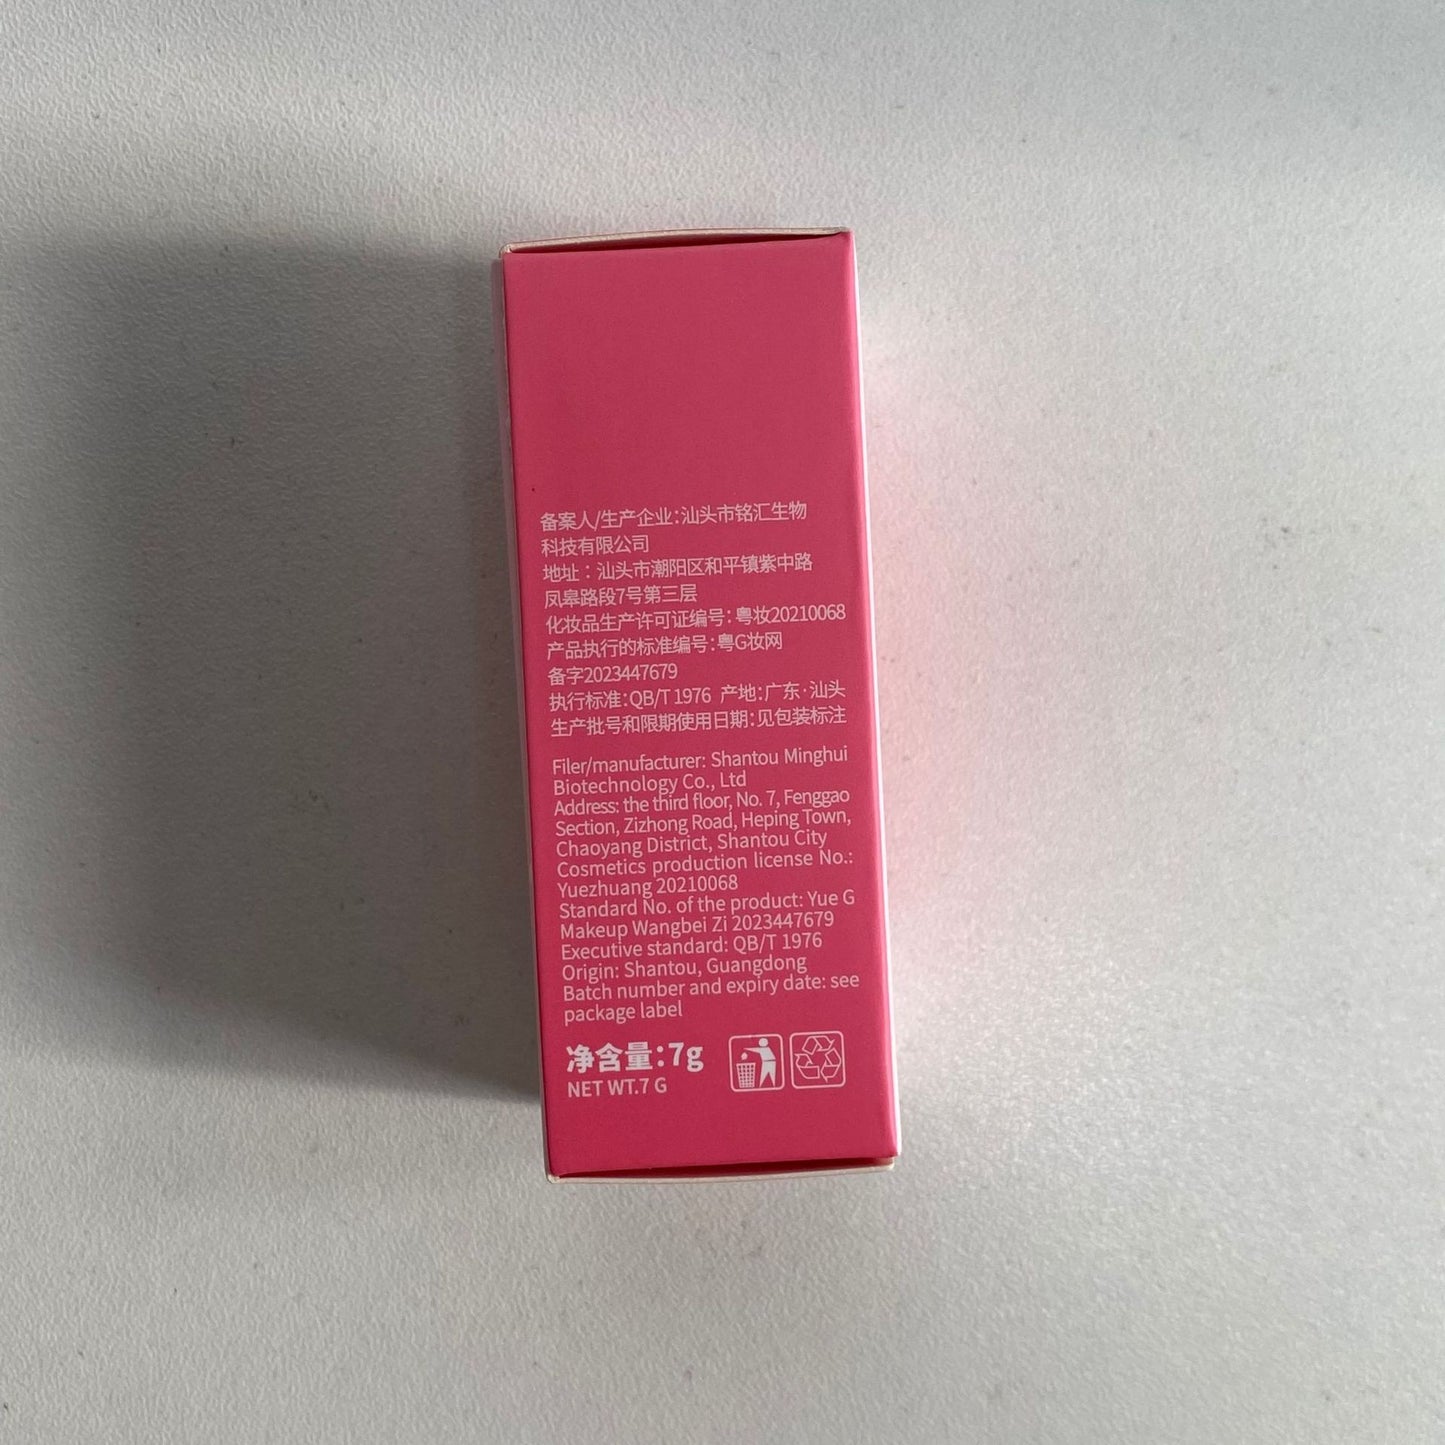 备案人/生产企业:汕头市铭汇生物
科技有限公司
地址：汕头市潮阳区和平镇紫中路
凤皋路段7号第三层
化妆品生产许可证编号:粤妆20210068
产品执行的标准编号:粤G妆网
备字2023447679
执行标准:QB/T 1976 产地:广东·汕头
生产批号和限期使用日期:见包装标注
Filer/manufacturer: Shantou Minghui
Biotechnology Co., Ltd
Address: the third floor, No. 7, Fenggao
Section, Zizhong Road, Heping Town,
Chaoyang District, Shantou City
Cosmetics production license No.:
Yuezhuang 20210068
Standard No. of the product: Yue G
Makeup Wangbei Zi 2023447679
Executive standard: QB/T 1976
Origin: Shantou, Guangdong
Batch number and expiry date: see
package label
净含量:7g
NET WT.7 G